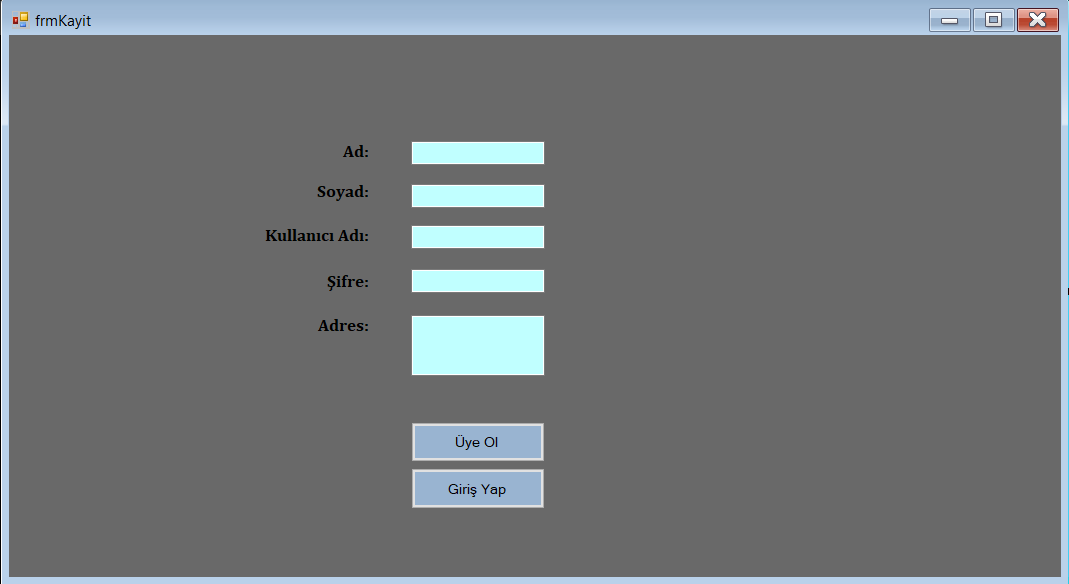 frmKayit
Ad:
Soyad:
Kullanıcı Adı:
Şifre:
Adres:
Üye Ol
Giriş Yap